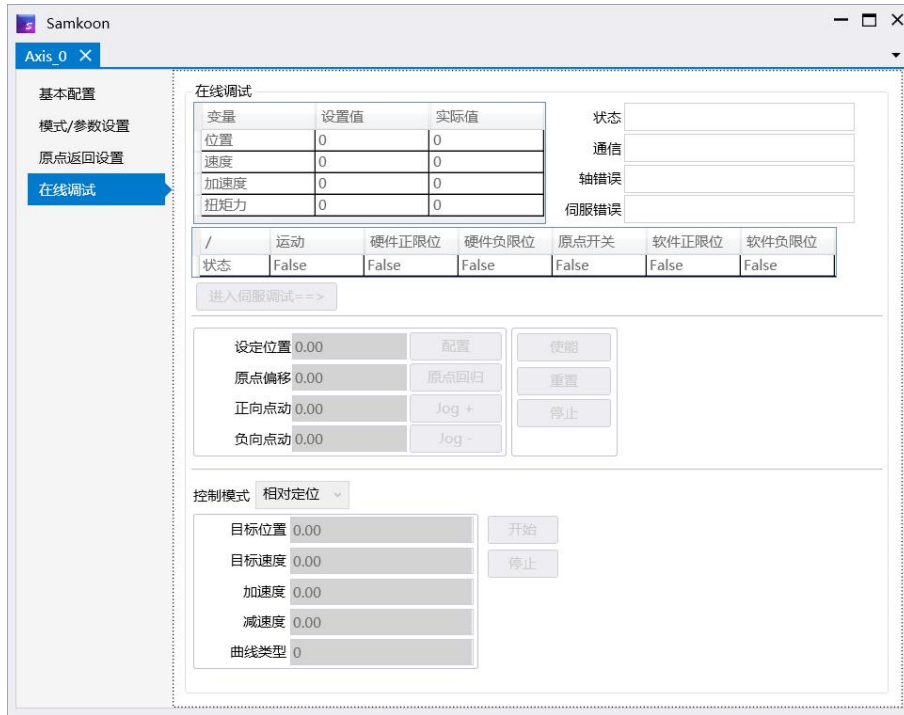 Samkoon
Axis_0
基本配置
模式/参数设置
原点返回设置
在线调试
在线调试
变量 设置值 实际值
位置 0 0
速度 0 0
加速度 0 0
扭矩力 0 0
状态
通信
轴错误
伺服错误
/ 运动 硬件正限位 硬件负限位 原点开关 软件正限位 软件负限位
状态 False False False False False False
进入伺服调试==>
设定位置 0.00 配置 使能
原点偏移 0.00 原点回归 重置
正向点动 0.00 Jog + 停止
负向点动 0.00 Jog -
控制模式 相对定位
目标位置 0.00 开始
目标速度 0.00 停止
加速度 0.00
减速度 0.00
曲线类型 0